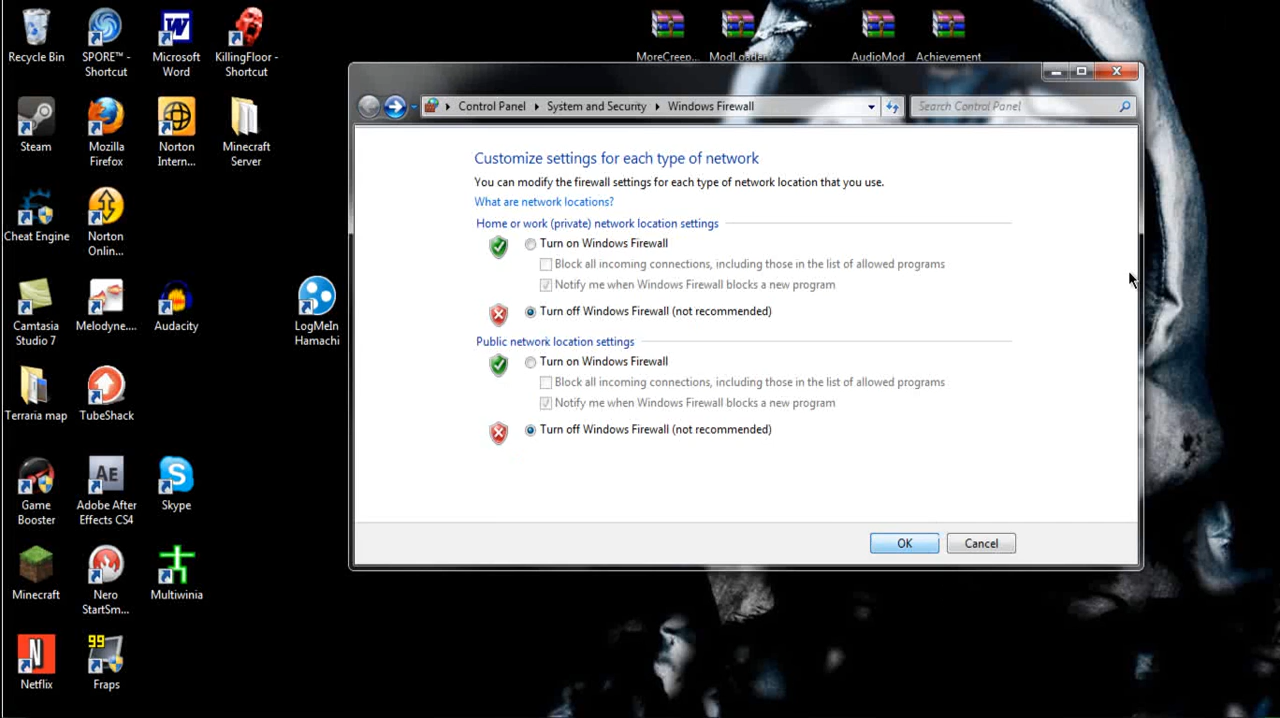 Recycle Bin
SPORE™ -
Shortcut
Microsoft
Word
KillingFloor -
Shortcut
MoreCreep...
ModLoader
AudioMod
Achievement
Steam
Mozilla
Firefox
Norton
Intern...
Minecraft
Server
Cheat Engine
Norton
Onlin...
Camtasia
Studio 7
Melodyne....
Audacity
LogMeIn
Hamachi
Terraria map
TubeShack
Game
Booster
AE
Adobe After
Effects CS4
Skype
Minecraft
Nero
StartSm...
Multiwinia
N
Netflix
99
Fraps
Control Panel
System and Security
Windows Firewall
Search Control Panel
Customize settings for each type of network
You can modify the firewall settings for each type of network location that you use.
What are network locations?
Home or work (private) network location settings
Turn on Windows Firewall
Block all incoming connections, including those in the list of allowed programs
Notify me when Windows Firewall blocks a new program
Turn off Windows Firewall (not recommended)
Public network location settings
Turn on Windows Firewall
Block all incoming connections, including those in the list of allowed programs
Notify me when Windows Firewall blocks a new program
Turn off Windows Firewall (not recommended)
OK
Cancel